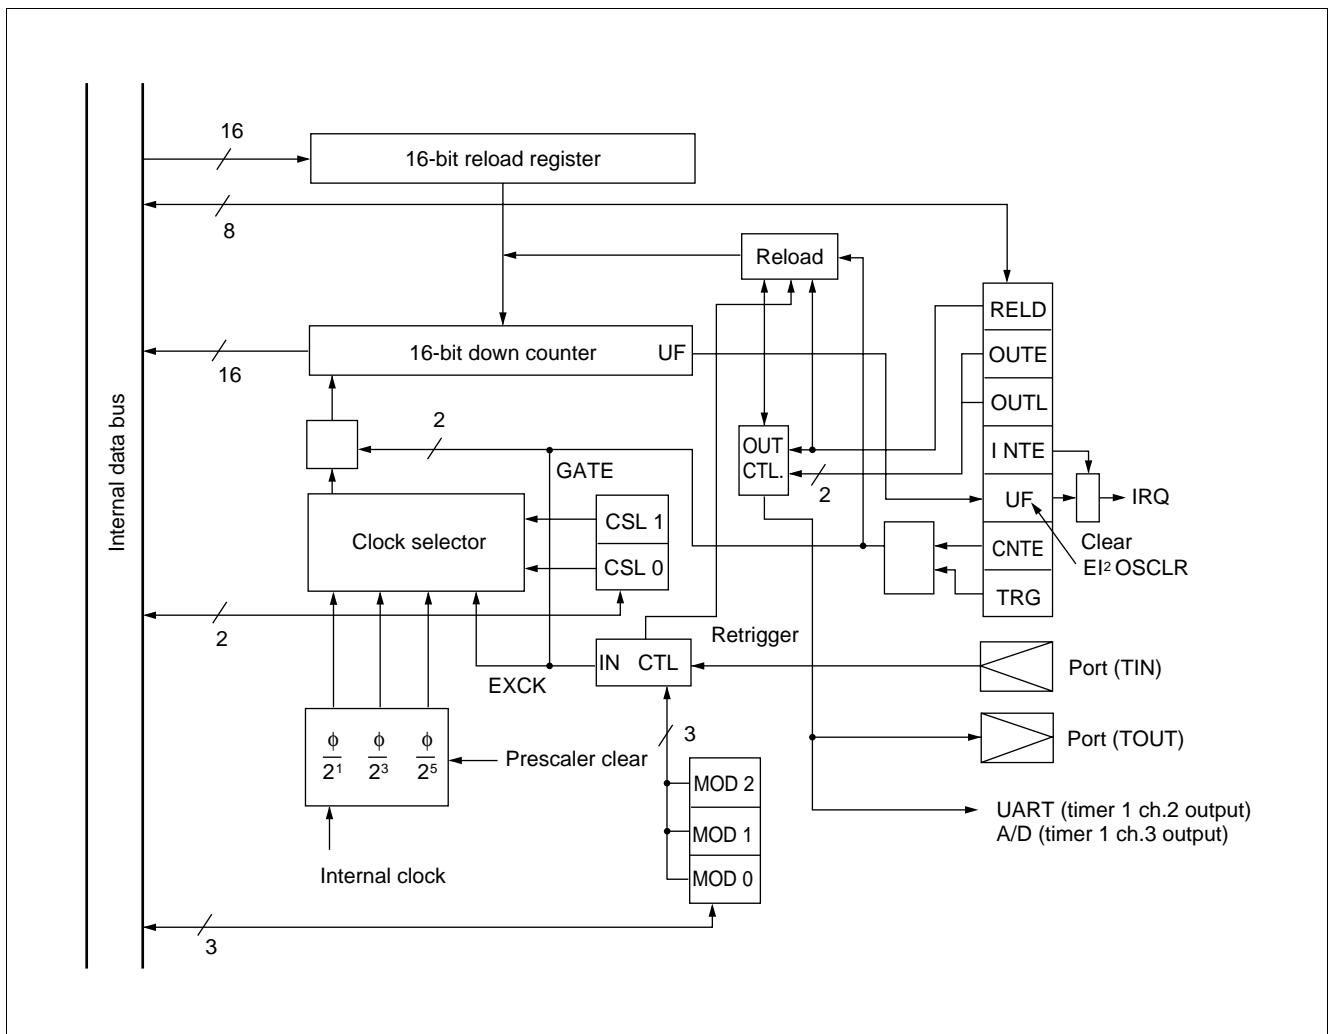 16
16-bit reload register
8
Reload
RELD
16-bit down counter
UF
OUTE
16
OUTL
Internal data bus
2
OUT
CTL.
I NTE
GATE
2
UF
IRQ
CSL 1
Clock selector
CNTE
Clear
CSL 0
EI² OSCLR
TRG
2
Retrigger
IN CTL
Port (TIN)
EXCK
3
ϕ
2¹
ϕ
2³
ϕ
2⁵
Prescaler clear
Port (TOUT)
MOD 2
UART (timer 1 ch.2 output)
MOD 1
A/D (timer 1 ch.3 output)
Internal clock
MOD 0
3